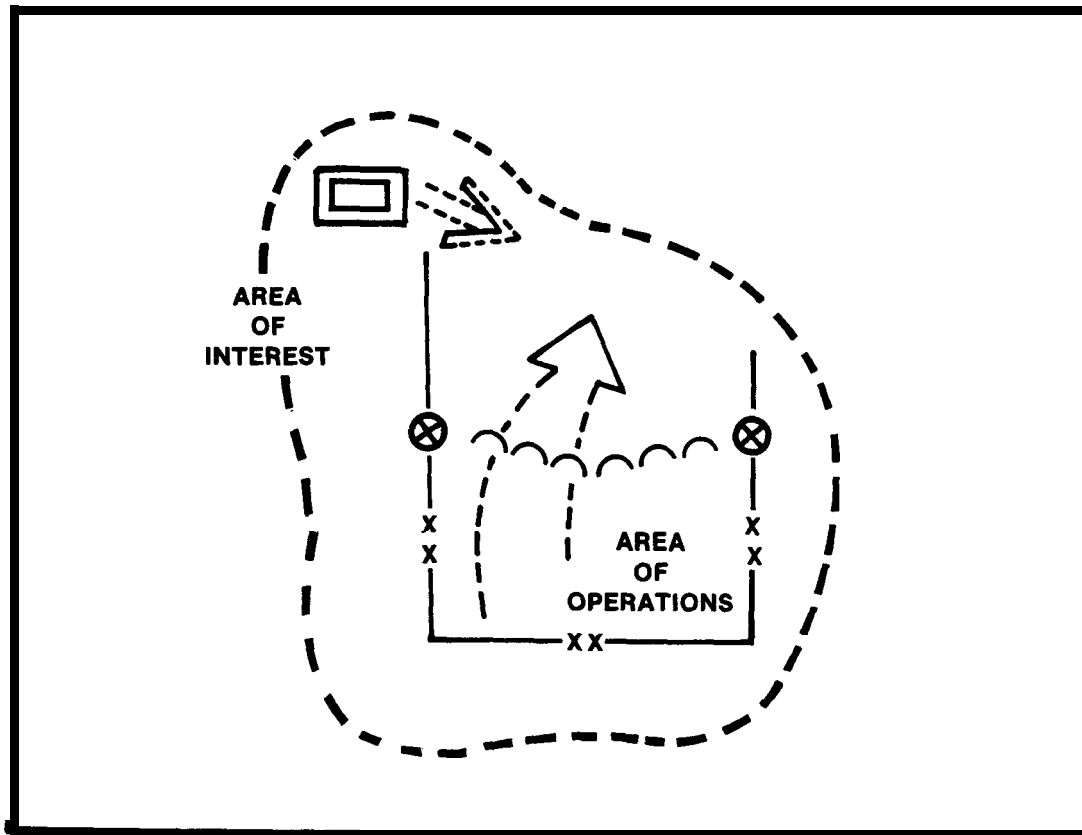 AREA
OF
INTEREST
X
X
X
X
AREA
OF
OPERATIONS
XX